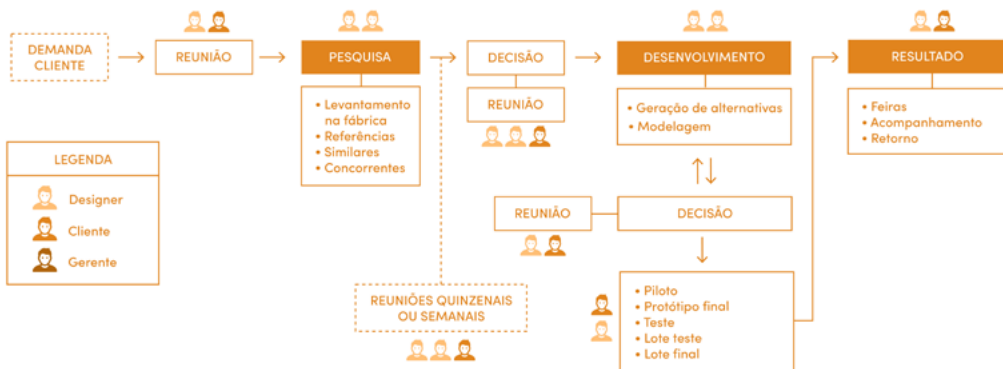 DEMANDA
CLIENTE
REUNIÃO
PESQUISA
• Levantamento
na fábrica
• Referências
• Similares
• Concorrentes
DECISÃO
REUNIÃO
DESENVOLVIMENTO
• Geração de alternativas
• Modelagem
RESULTADO
• Feiras
• Acompanhamento
• Retorno
LEGENDA
Designer
Cliente
Gerente
REUNIÃO
DECISÃO
REUNIÕES QUINZENAIS
OU SEMANAIS
• Piloto
• Protótipo final
• Teste
• Lote teste
• Lote final